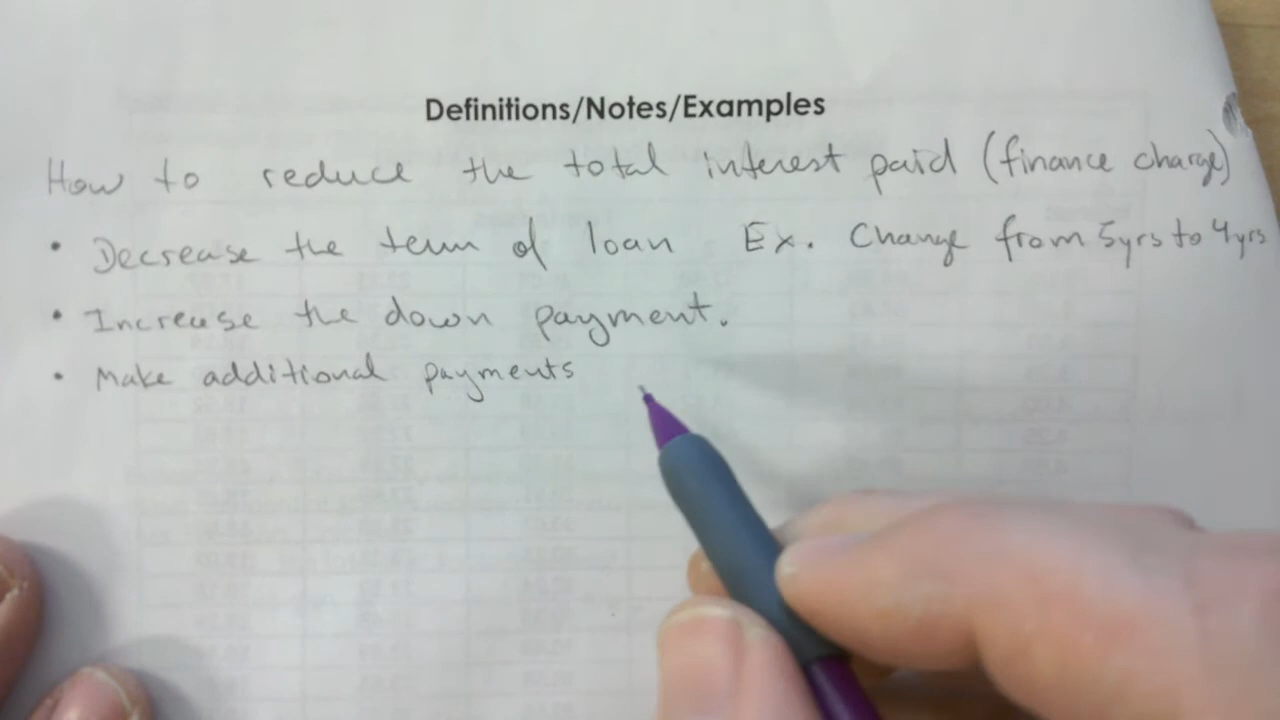 Definitions/Notes/Examples
How to reduce the total interest paid (finance charge)
• Decrease the term of loan Ex. Change from 5yrs to 4yrs
• Increase the down payment.
• Make additional payments